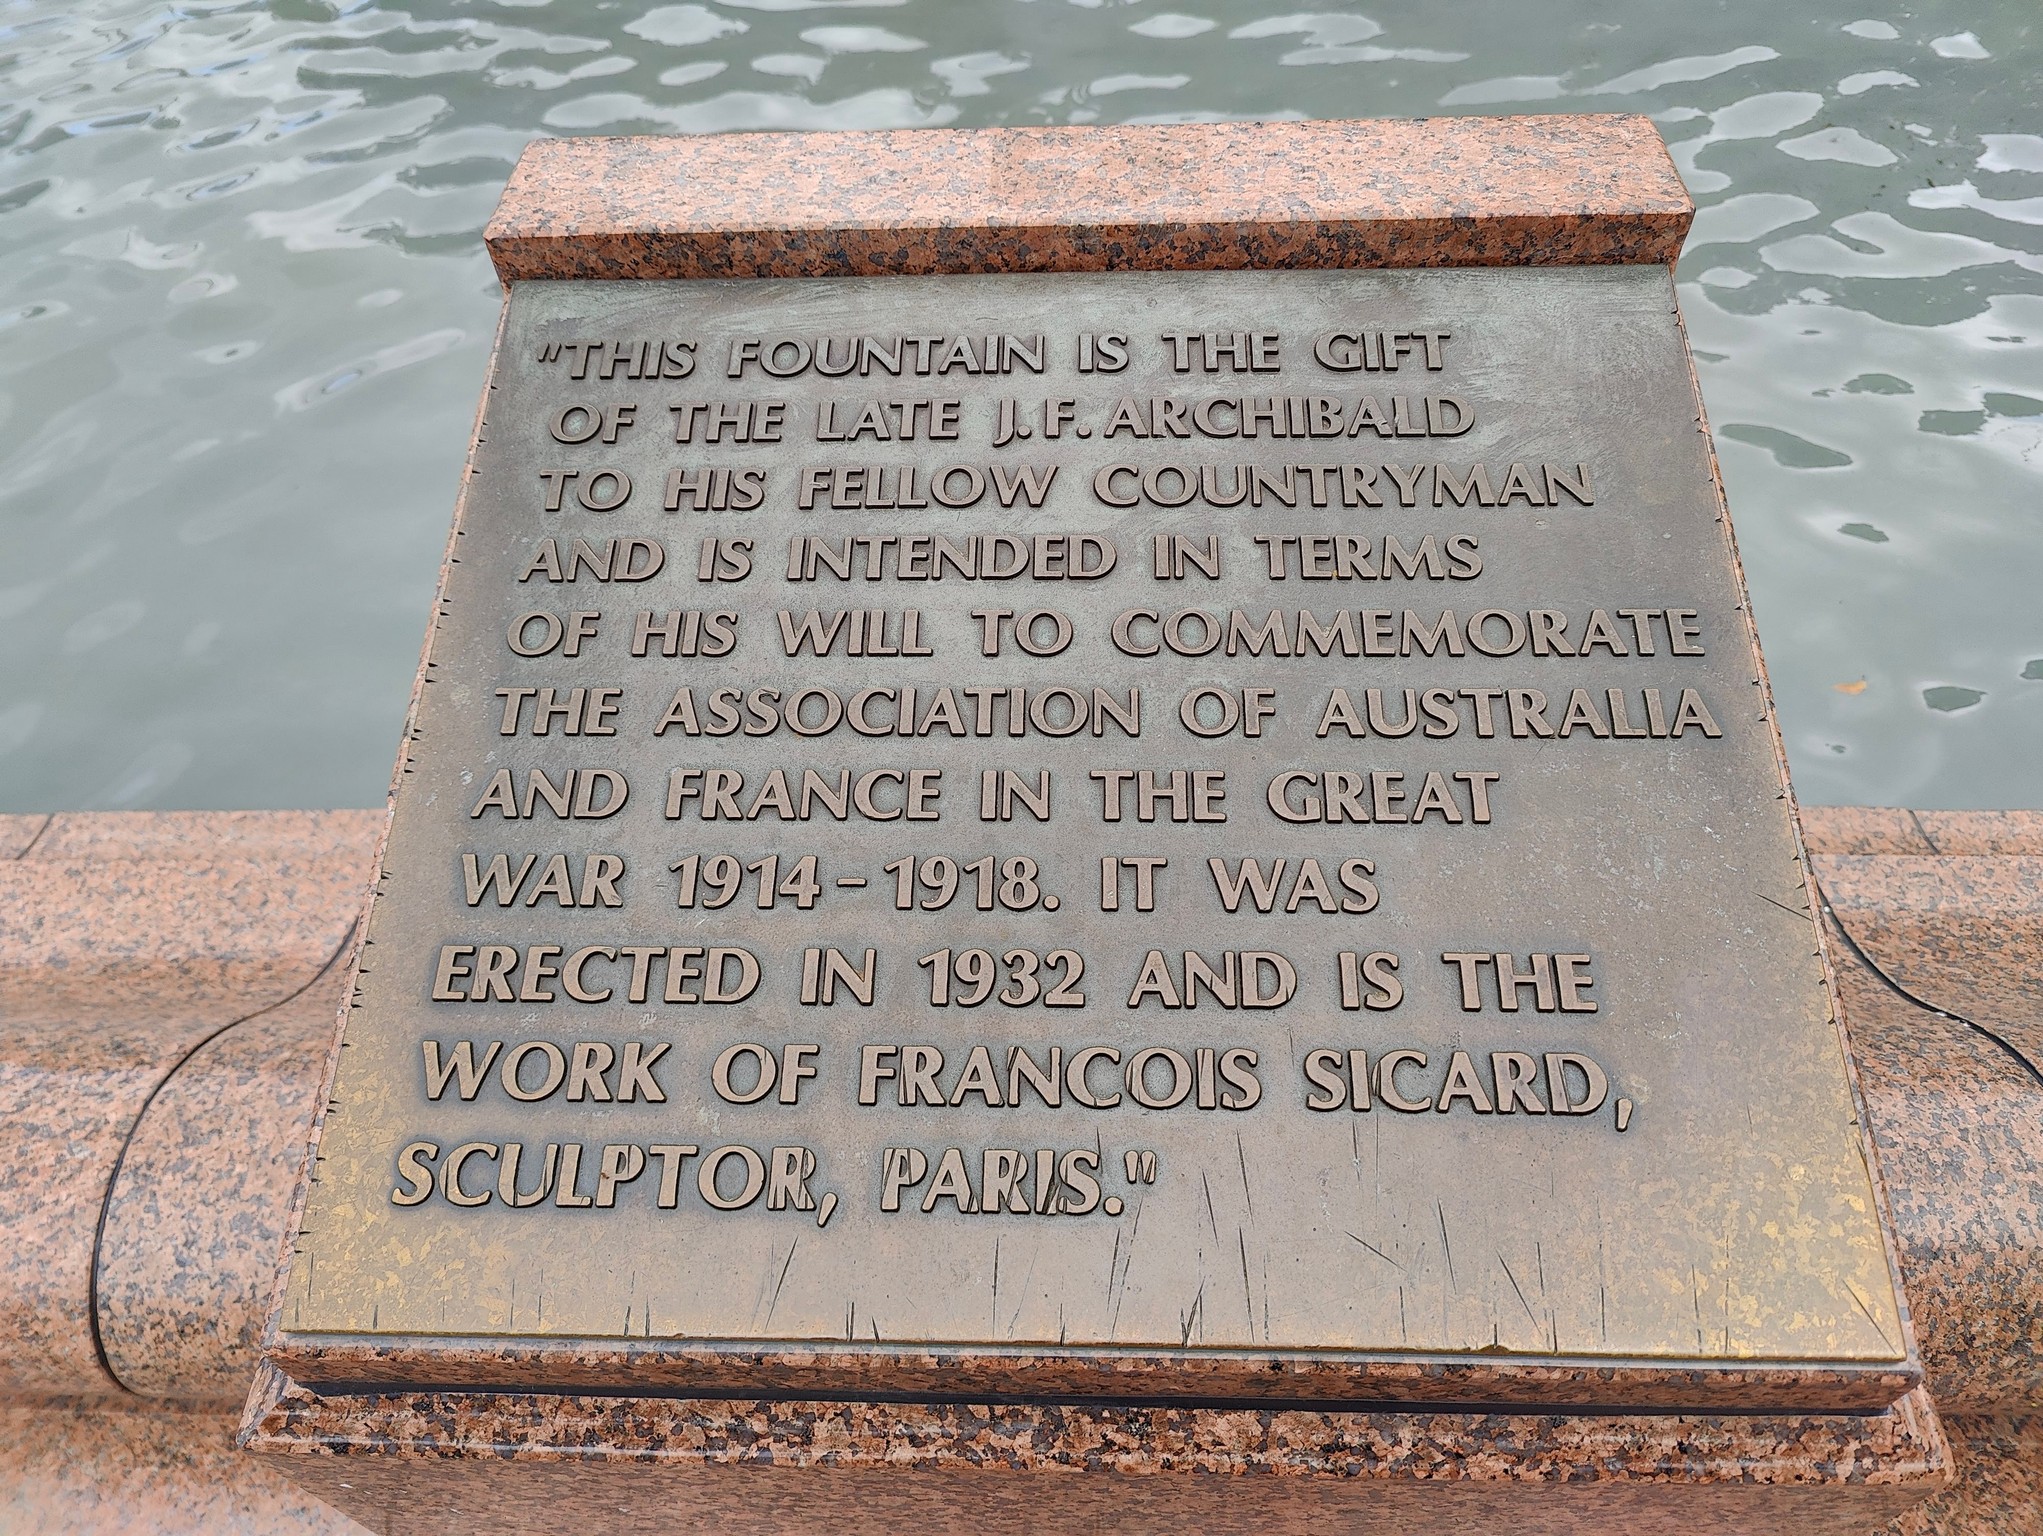 "THIS FOUNTAIN IS THE GIFT
OF THE LATE J. F. ARCHIBALD
TO HIS FELLOW COUNTRYMAN
AND IS INTENDED IN TERMS
OF HIS WILL TO COMMEMORATE
THE ASSOCIATION OF AUSTRALIA
AND FRANCE IN THE GREAT
WAR 1914-1918. IT WAS
ERECTED IN 1932 AND IS THE
WORK OF FRANCOIS SICARD,
SCULPTOR, PARIS."